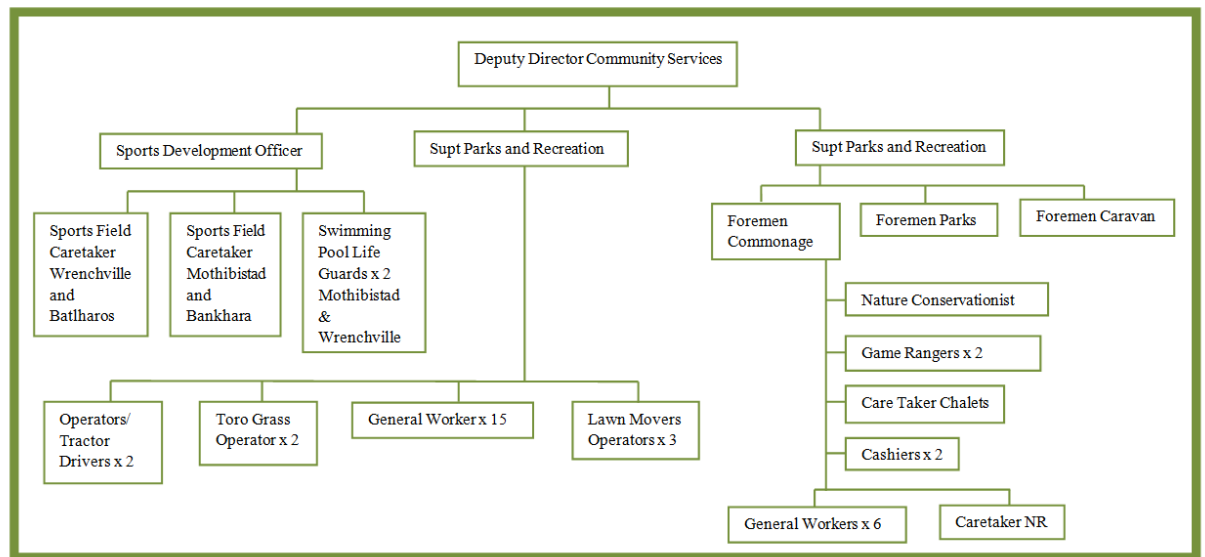 Deputy Director Community Services
Sports Development Officer
Supt Parks and Recreation
Supt Parks and Recreation
Sports Field
Caretaker
Wrenchville
and
Batlharos
Sports Field
Caretaker
Mothibistad
and
Bankhara
Swimming
Pool Life
Guards x 2
Mothibistad
&
Wrenchville
Foremen
Commonage
Foremen Parks
Foremen Caravan
Nature Conservationist
Game Rangers x 2
Care Taker Chalets
Cashiers x 2
General Workers x 6
Caretaker NR
Operators/
Tractor
Drivers x 2
Toro Grass
Operator x 2
General Worker x 15
Lawn Movers
Operators x 3